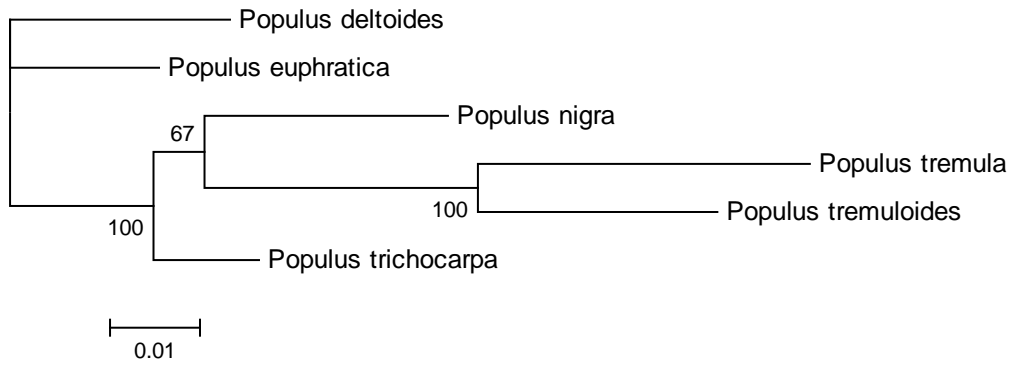 Populus deltoides
Populus euphratica
Populus nigra
67
Populus tremula
100
Populus tremuloides
100
Populus trichocarpa
0.01